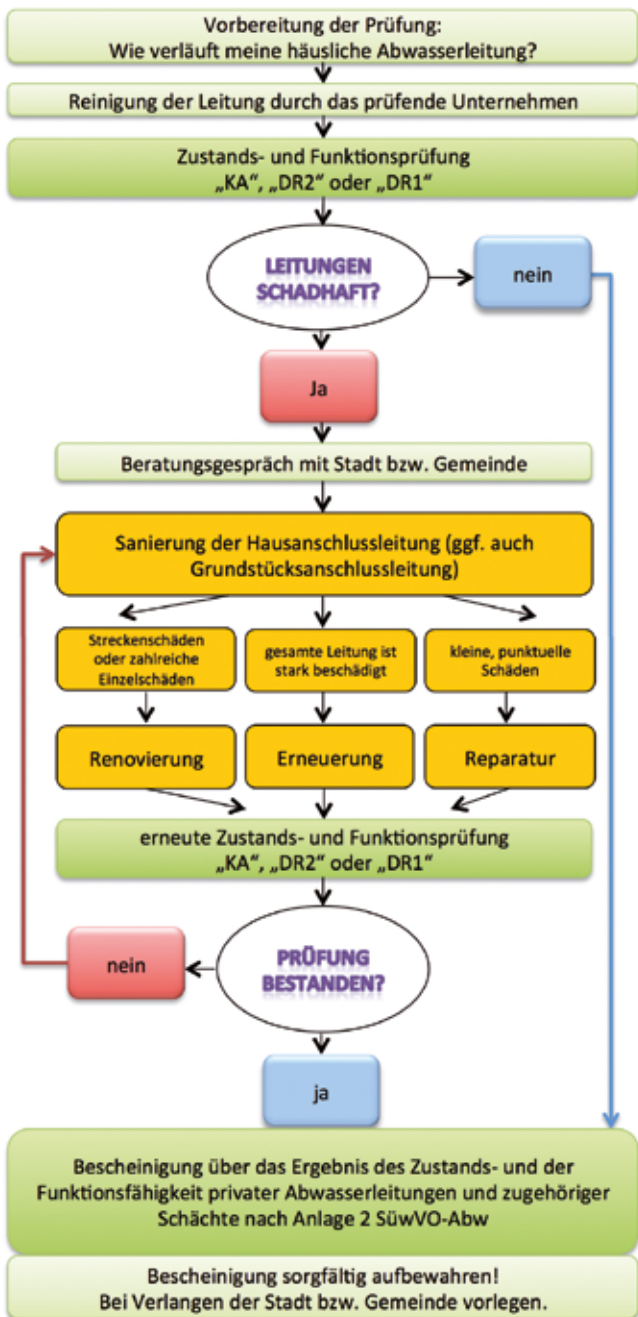 Vorbereitung der Prüfung:
Wie verläuft meine häusliche Abwasserleitung?
Reinigung der Leitung durch das prüfende Unternehmen
Zustands- und Funktionsprüfung
„KA“, „DR2“ oder „DR1“
LEITUNGEN
SCHADHAFT?
nein
Ja
Beratungsgespräch mit Stadt bzw. Gemeinde
Sanierung der Hausanschlussleitung (ggf. auch
Grundstücksanschlussleitung)
Streckenschäden
oder zahlreiche
Einzelschäden
gesamte Leitung ist
stark beschädigt
kleine, punktuelle
Schäden
Renovierung
Erneuerung
Reparatur
erneute Zustands- und Funktionsprüfung
„KA“, „DR2“ oder „DR1“
PRÜFUNG
BESTANDEN?
nein
ja
Bescheinigung über das Ergebnis des Zustands- und der
Funktionsfähigkeit privater Abwasserleitungen und zugehöriger
Schächte nach Anlage 2 SüwVO-Abw
Bescheinigung sorgfältig aufbewahren!
Bei Verlangen der Stadt bzw. Gemeinde vorlegen.